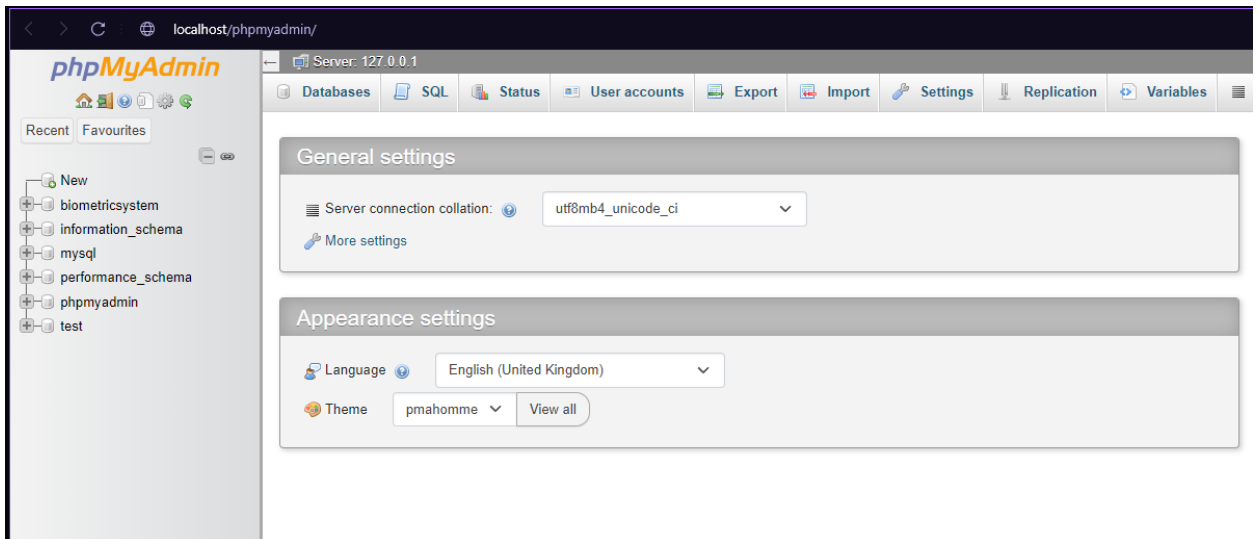 localhost/phpmyadmin/
phpMyAdmin
Recent Favourites
New
biometricsystem
information_schema
mysql
performance_schema
phpmyadmin
test
Server: 127.0.0.1
Databases SQL Status User accounts Export Import Settings Replication Variables
General settings
Server connection collation: utf8mb4_unicode_ci
More settings
Appearance settings
Language English (United Kingdom)
Theme pmahomme View all